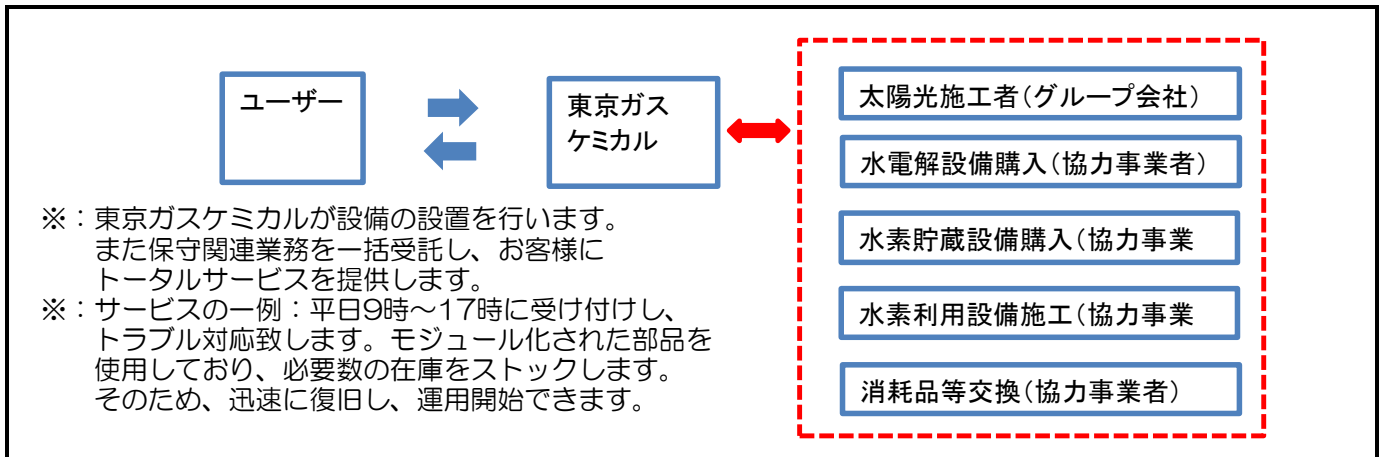 ユーザー
東京ガス
ケミカル
太陽光施工者（グループ会社）
水電解設備購入（協力事業者）
水素貯蔵設備購入（協力事業
水素利用設備施工（協力事業
消耗品等交換（協力事業者）
※：東京ガスケミカルが設備の設置を行います。
また保守関連業務を一括受託し、お客様に
トータルサービスを提供します。
※：サービスの一例：平日9時～17時に受け付けし、
トラブル対応致します。モジュール化された部品を
使用しており、必要数の在庫をストックします。
そのため、迅速に復旧し、運用開始できます。